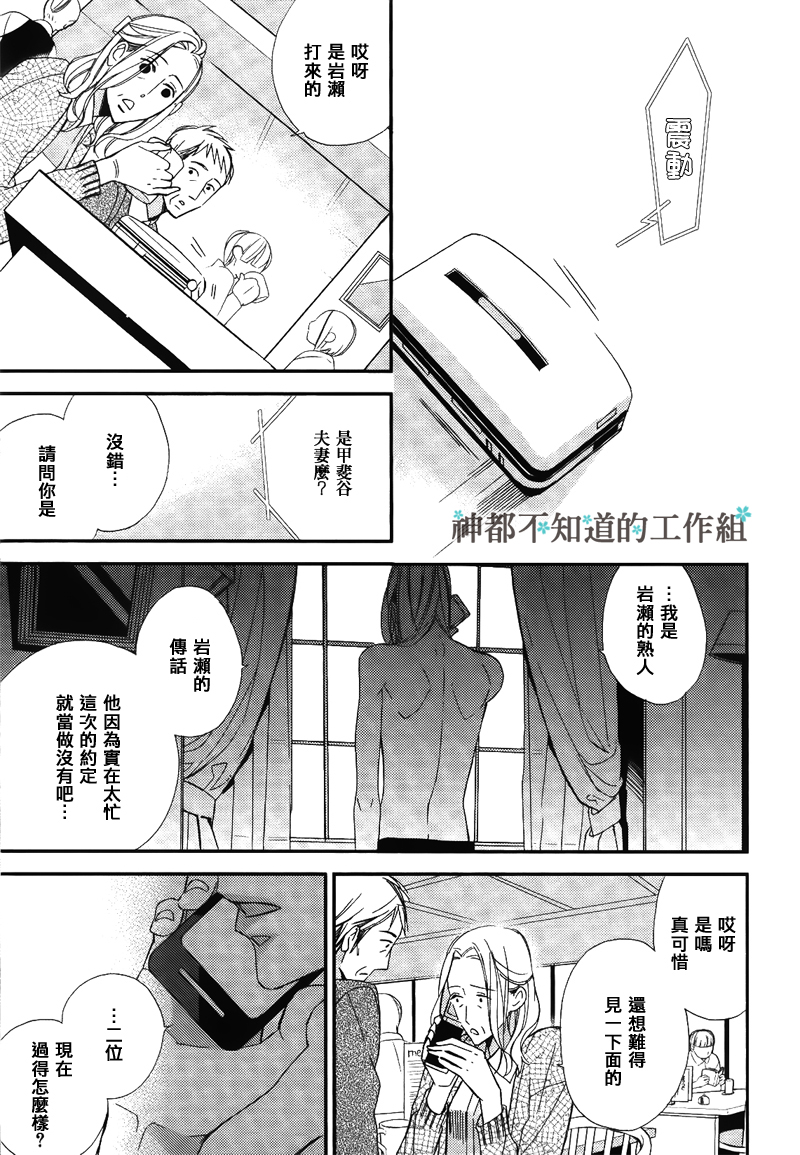 震動
哎呀
是岩瀨
打來的
是甲斐谷
夫妻麼?
沒錯…
請問你是
神都不知道的工作組
…我是
岩瀨的熟人
岩瀨的
傳話
他因為實在太忙
這次的約定
就當做沒有吧…
哎呀
是嗎
真可惜
還想難得
見一下面的
me
…二位
現在
過得怎麼樣?